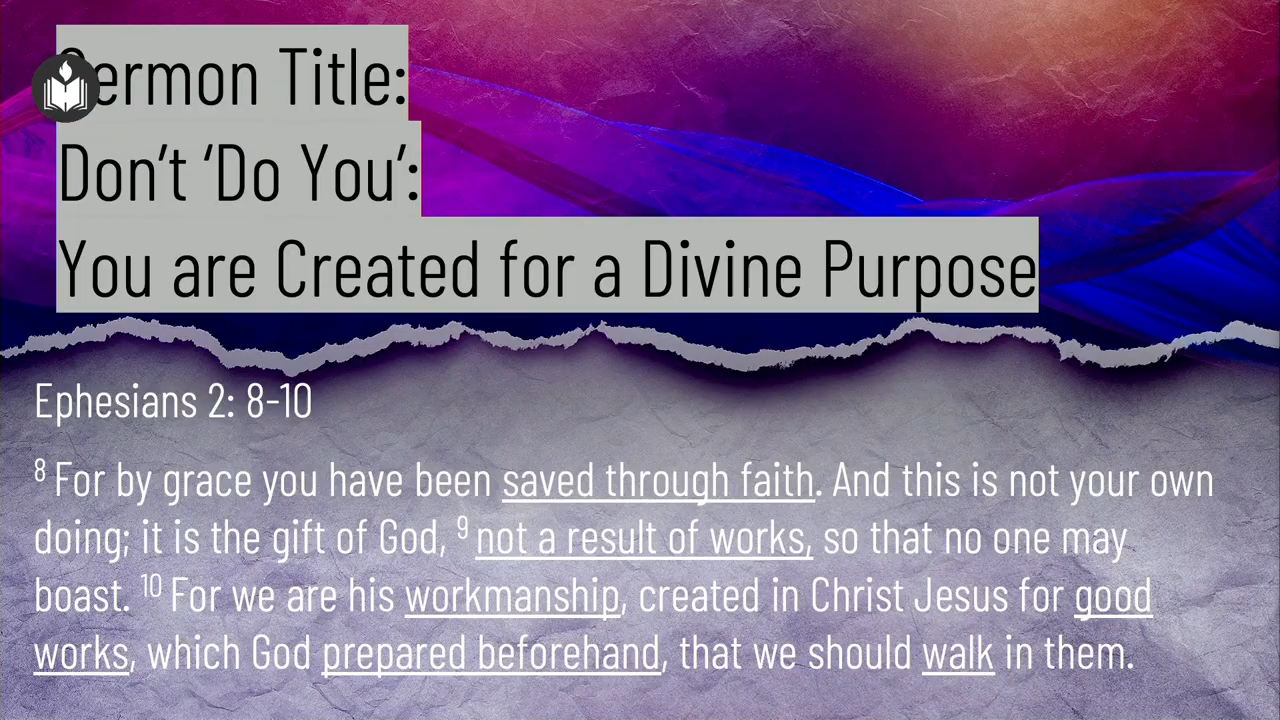 Sermon Title:
Don’t ‘Do You’:
You are Created for a Divine Purpose
Ephesians 2: 8-10
8 For by grace you have been saved through faith. And this is not your own
doing; it is the gift of God, 9 not a result of works, so that no one may
boast. 10 For we are his workmanship, created in Christ Jesus for good
works, which God prepared beforehand, that we should walk in them.